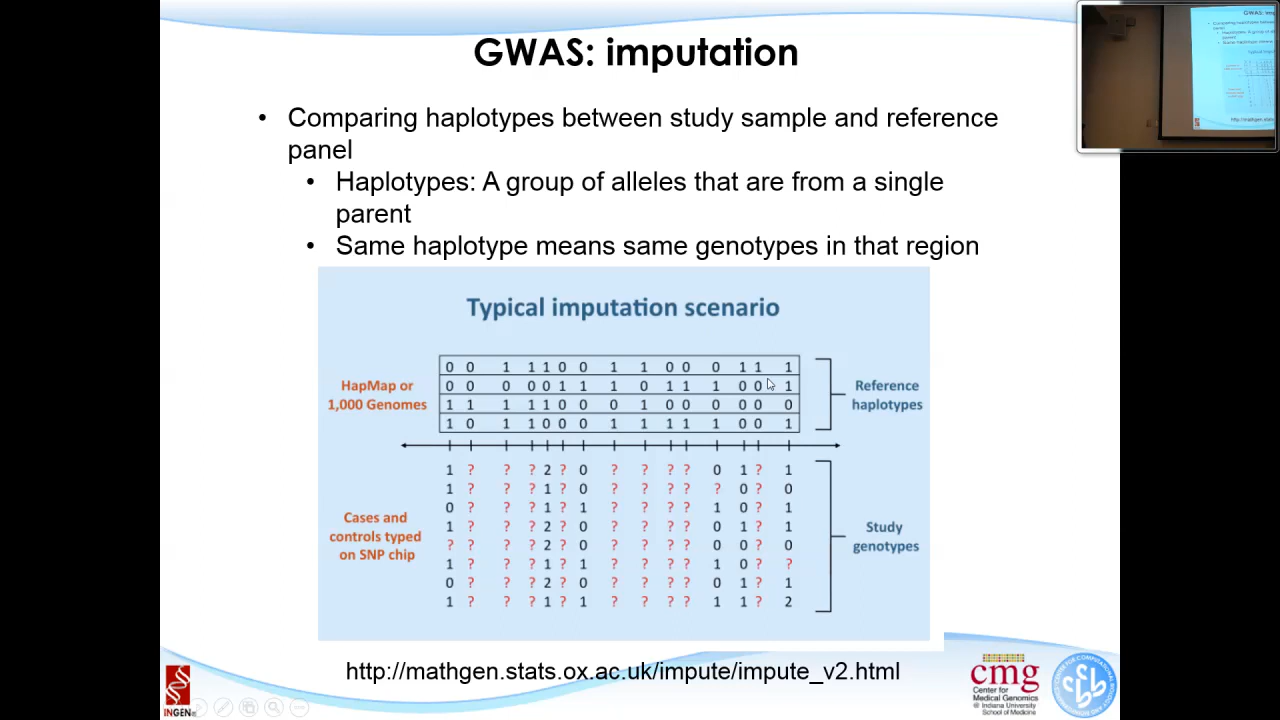 GWAS: imputation
• Comparing haplotypes between study sample and reference
panel
• Haplotypes: A group of alleles that are from a single
parent
• Same haplotype means same genotypes in that region
Typical imputation scenario
HapMap or
1,000 Genomes
0 0 1 1 1 0 0 1 1 0 0 0 1 1 1
0 0 0 0 0 1 1 1 0 1 1 1 0 0 1
1 1 1 1 1 0 0 0 1 0 0 0 0 0 0
1 0 1 1 0 0 0 1 1 1 1 1 0 0 1
Reference
haplotypes
Cases and
controls typed
on SNP chip
1 ? ? ? 2 ? 0 ? ? ? ? 0 1 ? 1
1 ? ? ? 1 ? 0 ? ? ? ? ? 0 ? 0
0 ? ? ? 1 ? 1 ? ? ? ? 1 0 ? 1
1 ? ? ? 2 ? 0 ? ? ? ? 0 1 ? 1
? ? ? ? 2 ? 0 ? ? ? ? 0 0 ? 0
1 ? ? ? 1 ? 1 ? ? ? ? 1 0 ? ?
0 ? ? ? 2 ? 0 ? ? ? ? 0 1 ? 1
1 ? ? ? 1 ? 1 ? ? ? ? 1 1 ? 2
Study
genotypes
http://mathgen.stats.ox.ac.uk/impute/impute_v2.html
INGEN
cmg
Center for
Medical Genomics
@ Indiana University
School of Medicine